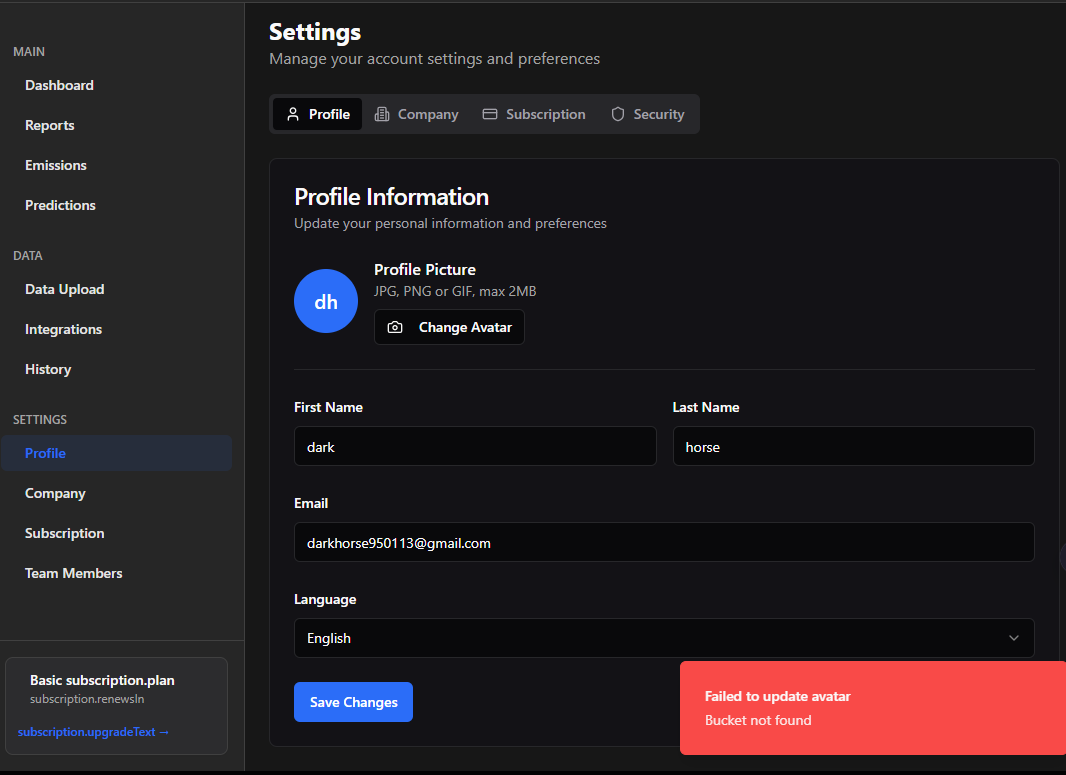 MAIN
Dashboard
Reports
Emissions
Predictions
DATA
Data Upload
Integrations
History
SETTINGS
Profile
Company
Subscription
Team Members
Basic subscription.plan
subscription.renewsIn
subscription.upgradeText →
Settings
Manage your account settings and preferences
Profile Company Subscription Security
Profile Information
Update your personal information and preferences
dh
Profile Picture
JPG, PNG or GIF, max 2MB
Change Avatar
First Name Last Name
dark horse
Email
darkhorse950113@gmail.com
Language
English
Save Changes
Failed to update avatar
Bucket not found